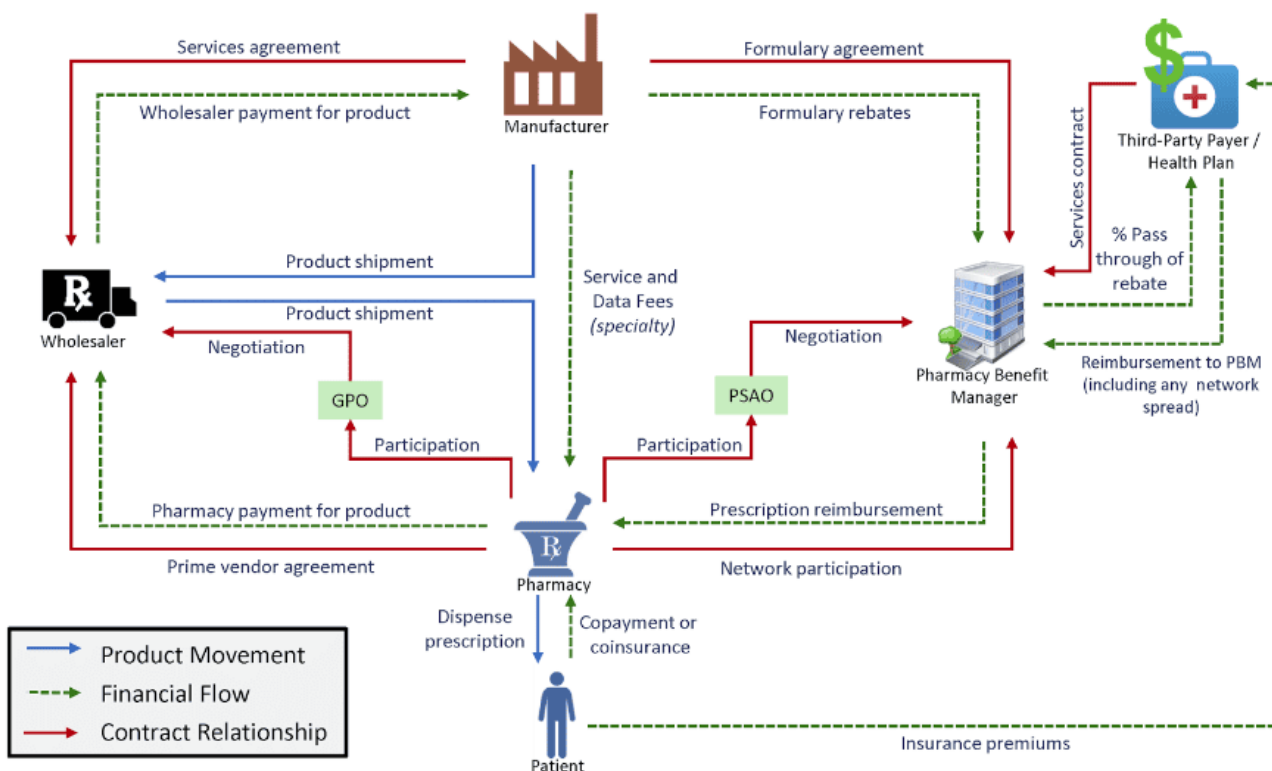 Services agreement
Formulary agreement
Wholesaler payment for product
Formulary rebates
Manufacturer
$
Third-Party Payer /
Health Plan
Services contract
% Pass
through of
rebate
Product shipment
Service and
Data Fees
(specialty)
Product shipment
Rx
Wholesaler
Negotiation
Negotiation
Reimbursement to PBM
(including any network
spread)
Pharmacy Benefit
Manager
GPO
PSAO
Participation
Participation
Pharmacy payment for product
Prescription reimbursement
Rx
Prime vendor agreement
Network participation
Pharmacy
Dispense
prescription
Copayment or
coinsurance
Product Movement
Financial Flow
Contract Relationship
Insurance premiums
Patient